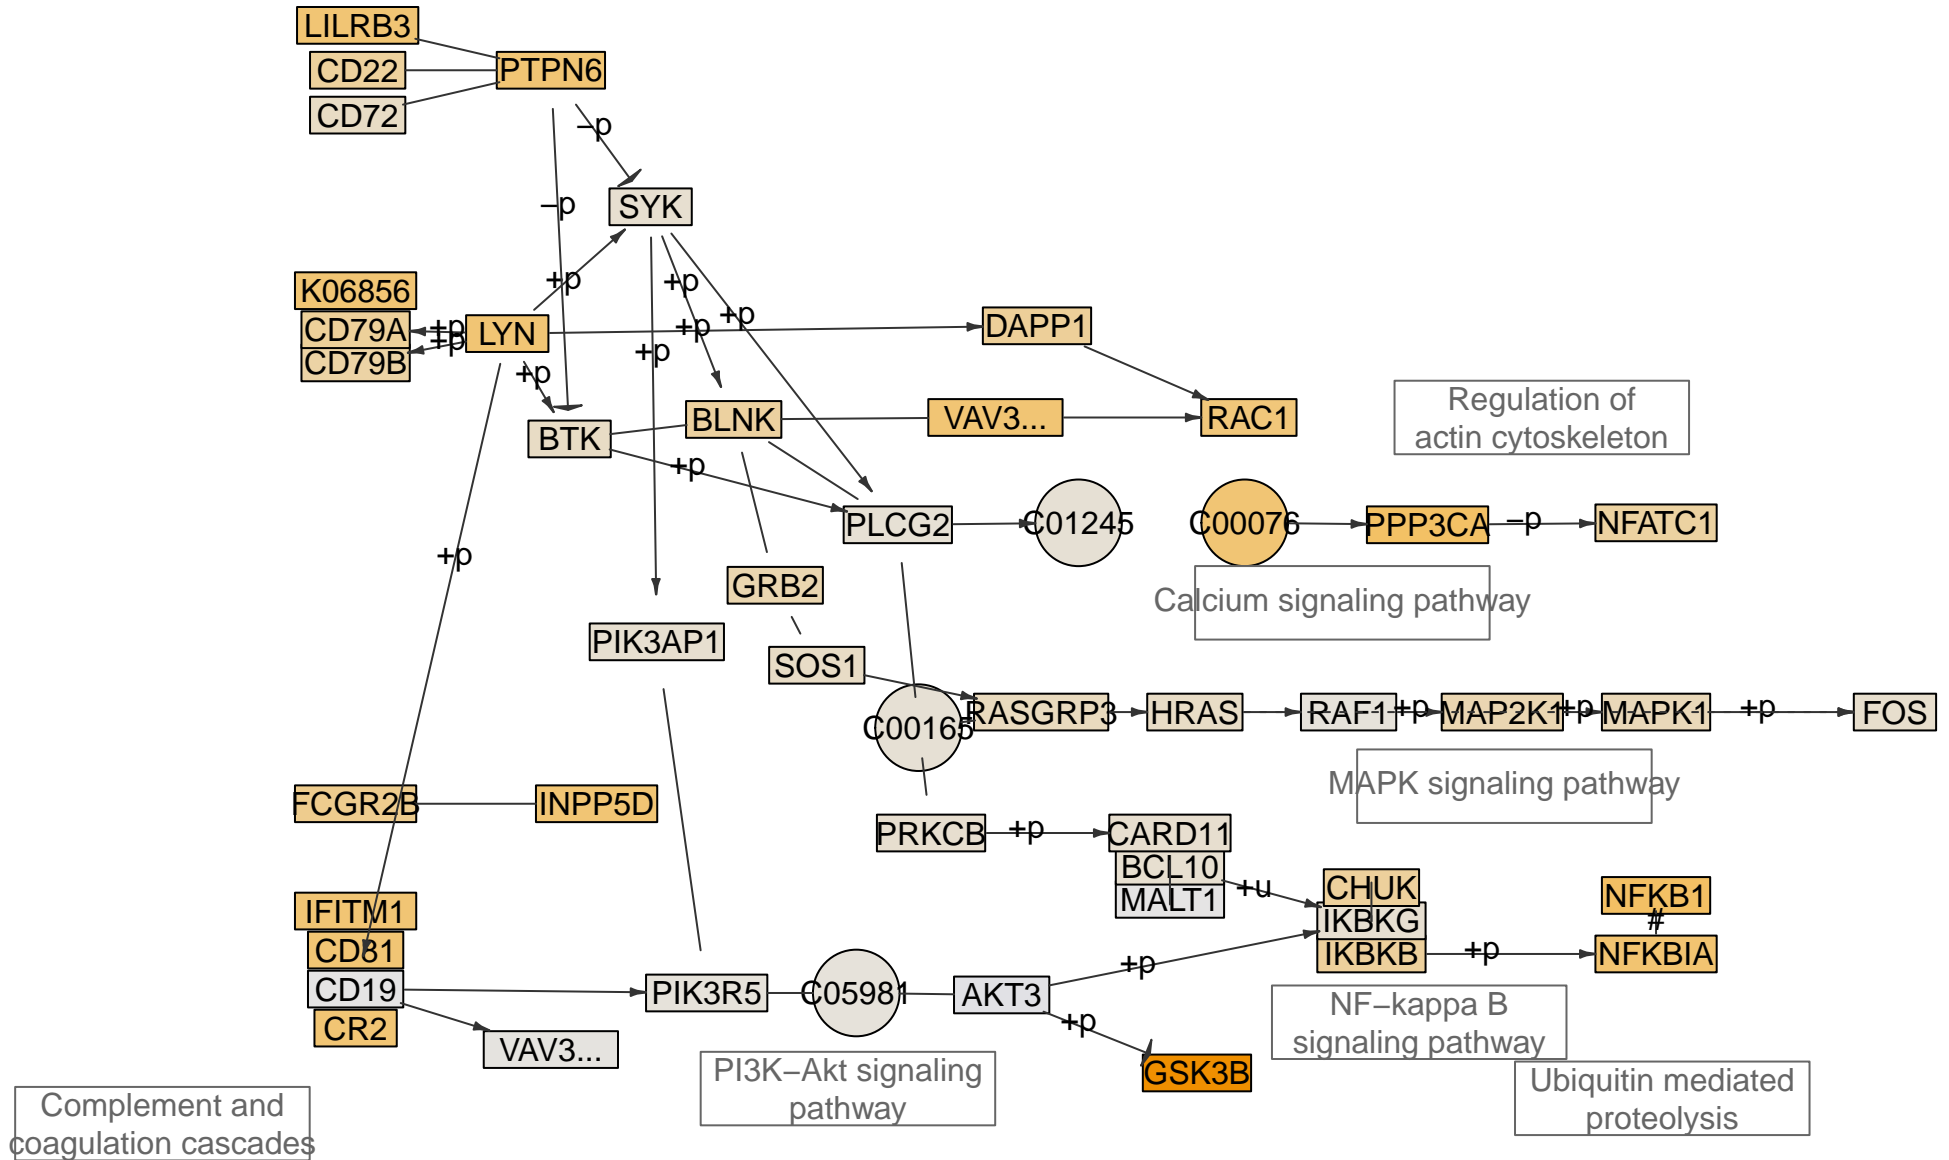 LILRB3
CD22
PTPN6
CD72
–p
SYK
–p
+p
+p
K06856
CD79A
+p
LYN
+p
+p
DAPP1
CD79B
+p
+p
+p
BTK
BLNK
VAV3...
RAC1
Regulation of
actin cytoskeleton
+p
PLCG2
C01245
C00076
PPP3CA
–p
NFATC1
+p
GRB2
Calcium signaling pathway
PIK3AP1
SOS1
C00165
RASGRP3
HRAS
RAF1
+p
MAP2K1
+p
MAPK1
+p
FOS
MAPK signaling pathway
FCGR2B
INPP5D
PRKCB
+p
CARD11
BCL10
MALT1
+u
CHUK
IKBKG
IKBKB
NFKB1
#
+p
NFKBIA
IFITM1
CD81
CD19
CR2
PIK3R5
C05981
AKT3
+p
+p
VAV3...
GSK3B
NF–kappa B
signaling pathway
PI3K–Akt signaling
pathway
Ubiquitin mediated
proteolysis
Complement and
coagulation cascades